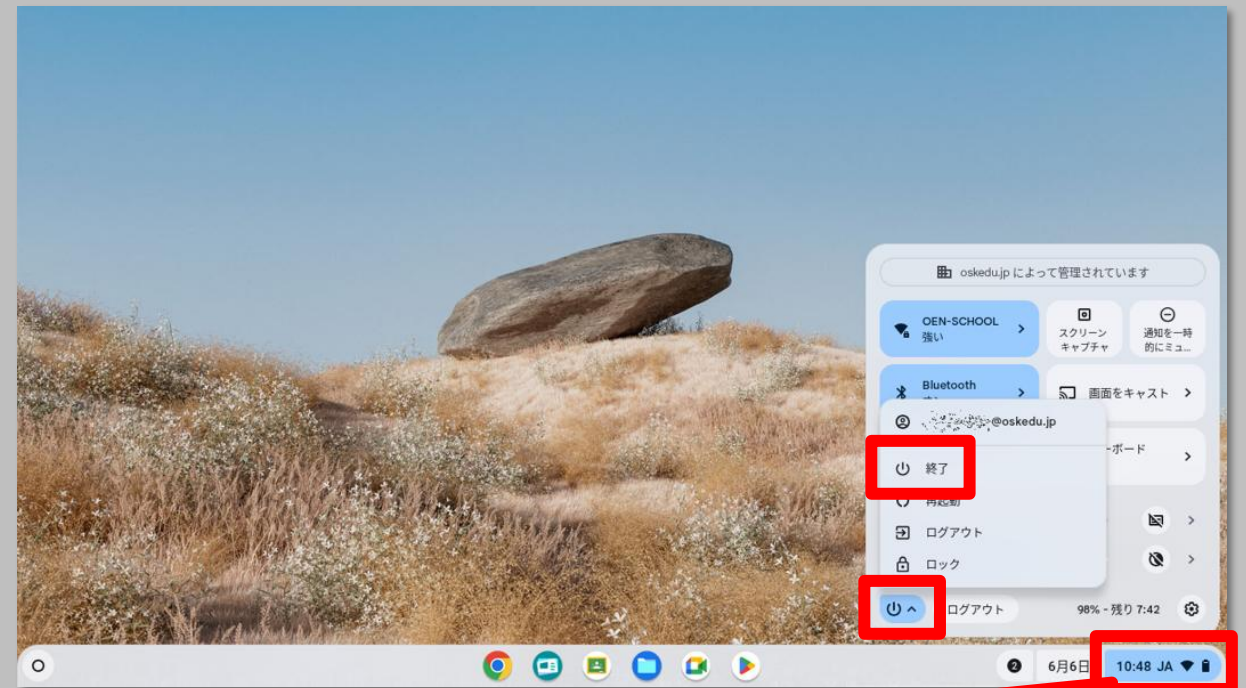 oskedu.jp によって管理されています
OEN-SCHOOL
強い
スクリーン
キャプチャ
通知を一時
的にミュ...
Bluetooth
画面をキャスト
@oskedu.jp
ーボード
終了
再起動
ログアウト
ロック
ログアウト
98% - 残り 7:42
2
6月6日
10:48 JA